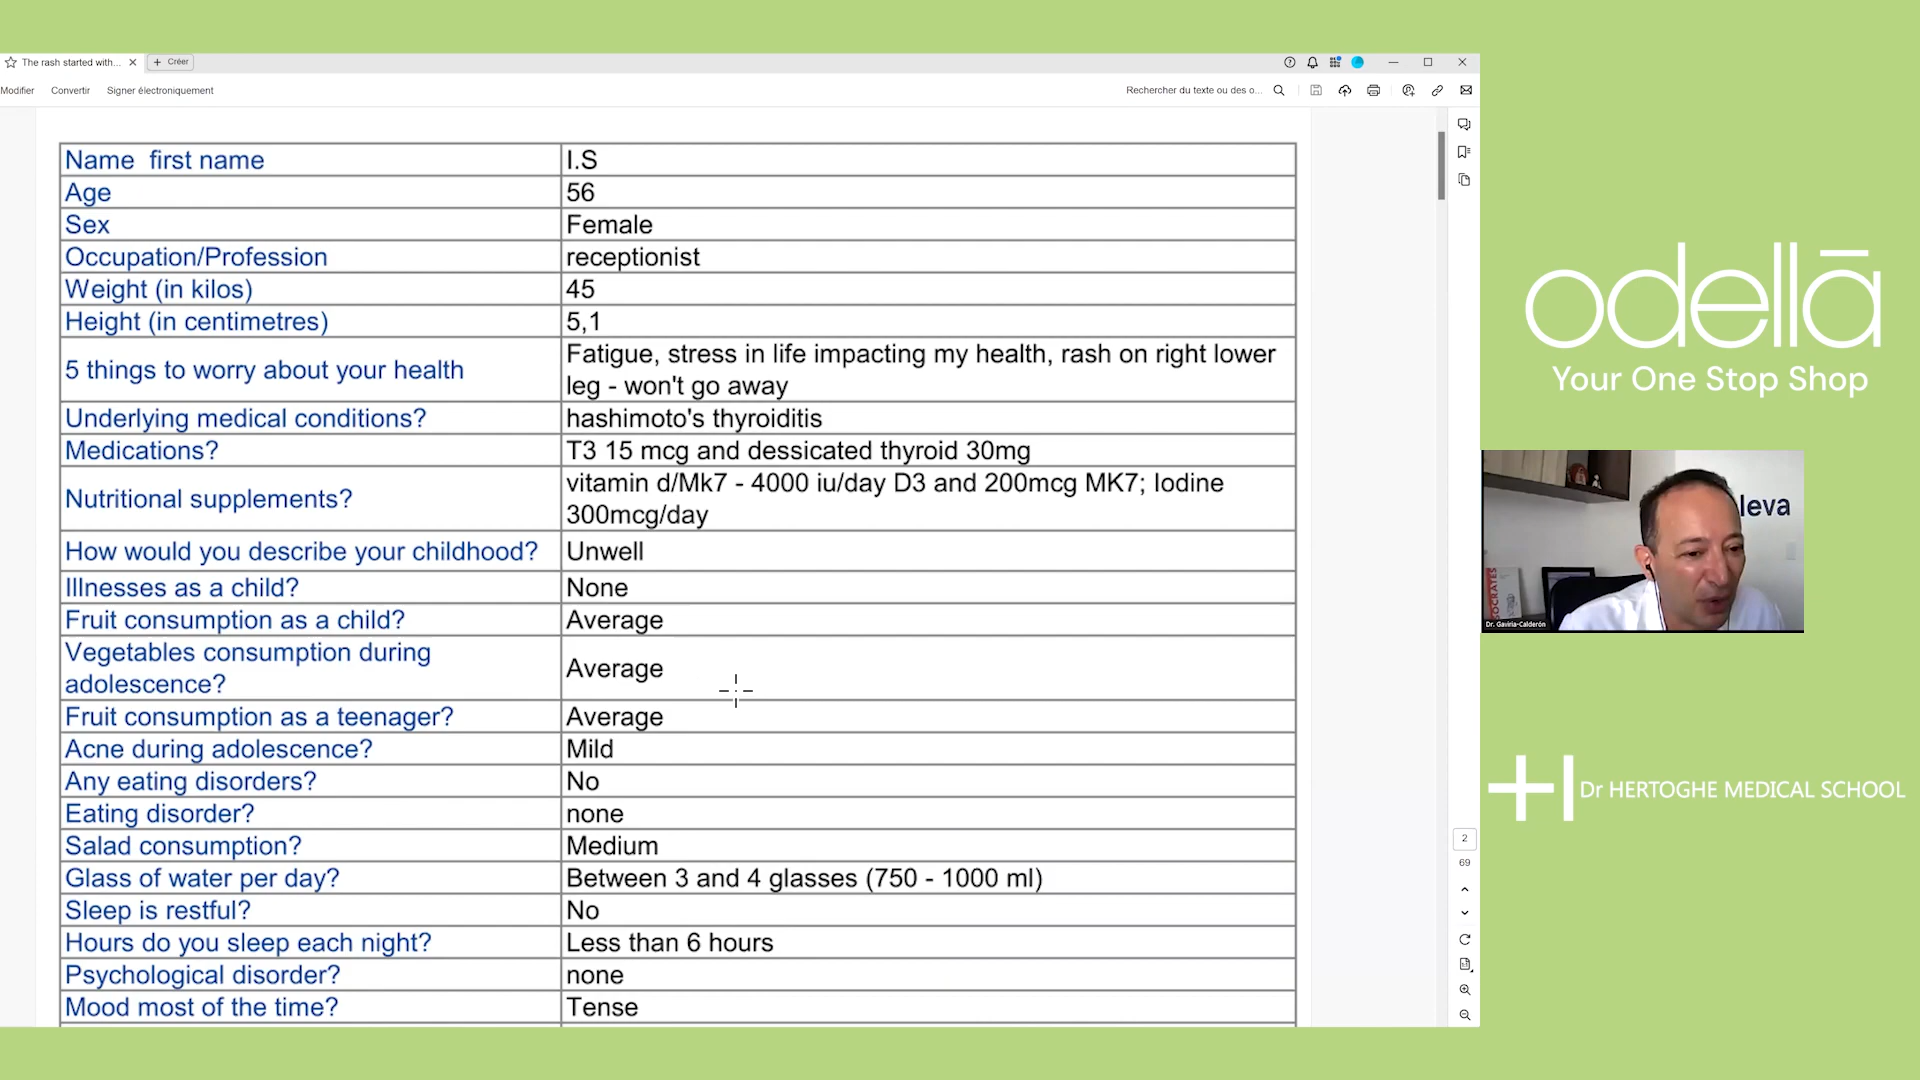 The rash started with...
Créer
Modifier
Convertir
Signer électroniquement
Rechercher du texte ou des o...
Name first name I.S
Age 56
Sex Female
Occupation/Profession receptionist
Weight (in kilos) 45
Height (in centimetres) 5,1
5 things to worry about your health Fatigue, stress in life impacting my health, rash on right lower
leg - won't go away
Underlying medical conditions? hashimoto's thyroiditis
Medications? T3 15 mcg and dessicated thyroid 30mg
Nutritional supplements? vitamin d/Mk7 - 4000 iu/day D3 and 200mcg MK7; Iodine
300mcg/day
How would you describe your childhood? Unwell
Illnesses as a child? None
Fruit consumption as a child? Average
Vegetables consumption during
adolescence? Average
Fruit consumption as a teenager? Average
Acne during adolescence? Mild
Any eating disorders? No
Eating disorder? none
Salad consumption? Medium
Glass of water per day? Between 3 and 4 glasses (750 - 1000 ml)
Sleep is restful? No
Hours do you sleep each night? Less than 6 hours
Psychological disorder? none
Mood most of the time? Tense
2
69
odellā
Your One Stop Shop
leva
SOCRATES
Dr. Gaviria-Calderón
Dr HERTOGHE MEDICAL SCHOOL